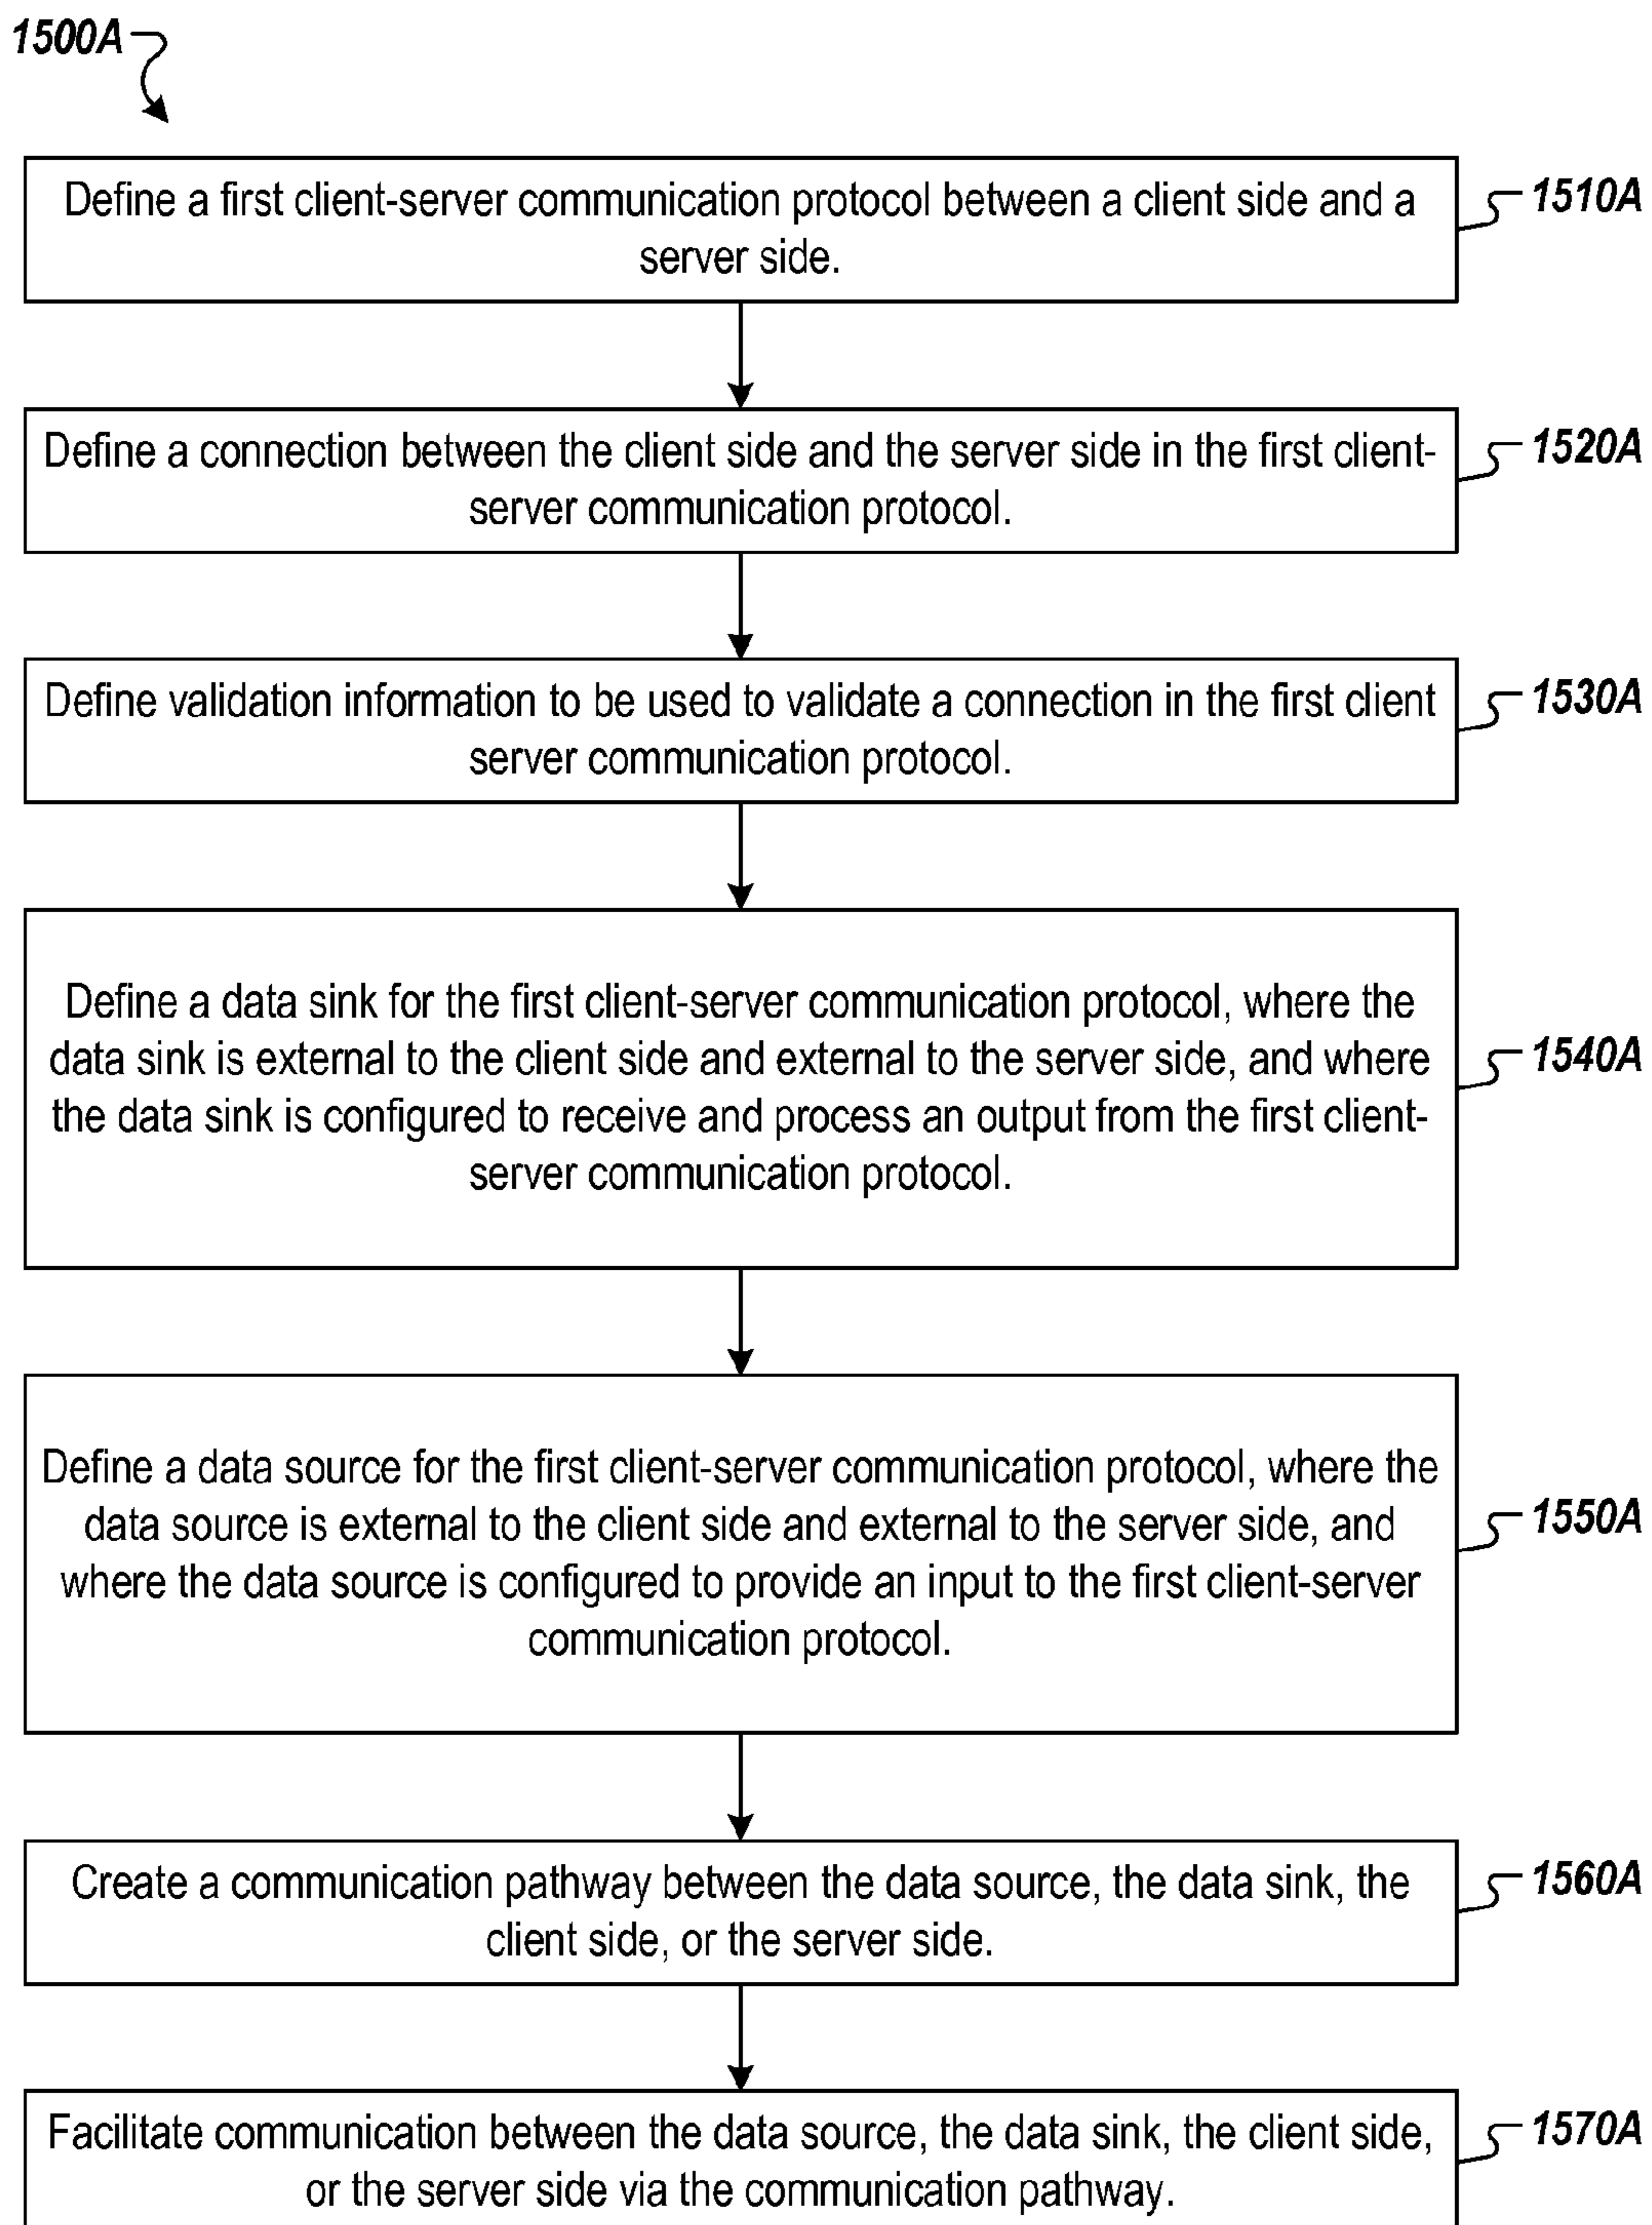 1500A
Define a first client-server communication protocol between a client side and a
server side.
1510A
Define a connection between the client side and the server side in the first client-
server communication protocol.
1520A
Define validation information to be used to validate a connection in the first client
server communication protocol.
1530A
Define a data sink for the first client-server communication protocol, where the
data sink is external to the client side and external to the server side, and where
the data sink is configured to receive and process an output from the first client-
server communication protocol.
1540A
Define a data source for the first client-server communication protocol, where the
data source is external to the client side and external to the server side, and
where the data source is configured to provide an input to the first client-server
communication protocol.
1550A
Create a communication pathway between the data source, the data sink, the
client side, or the server side.
1560A
Facilitate communication between the data source, the data sink, the client side,
or the server side via the communication pathway.
1570A